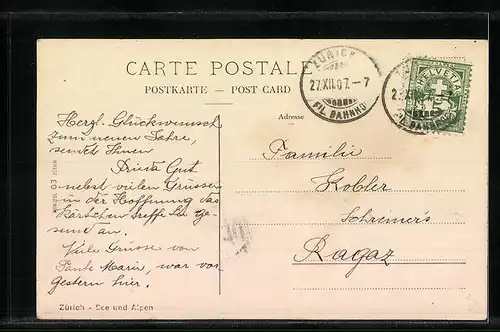 CARTE POSTALE
POSTKARTE — POST CARD
ZÜRICH
27.XII.07.–7
FIL. BAHNHOF
HELVETIA
Adresse
Herzl. Glückwunsch
zum neuen Jahre,
sendet Ihnen
Gut
nebst vielen Grüssen
in der Hoffnung das
Kärtchen treffe Sie ge-
sund an.
Viele Grüsse von
Tante Marie, war vor-
gestern hier.
Familie
Kobler
Schreiner's
Ragaz
Zürich - See und Alpen